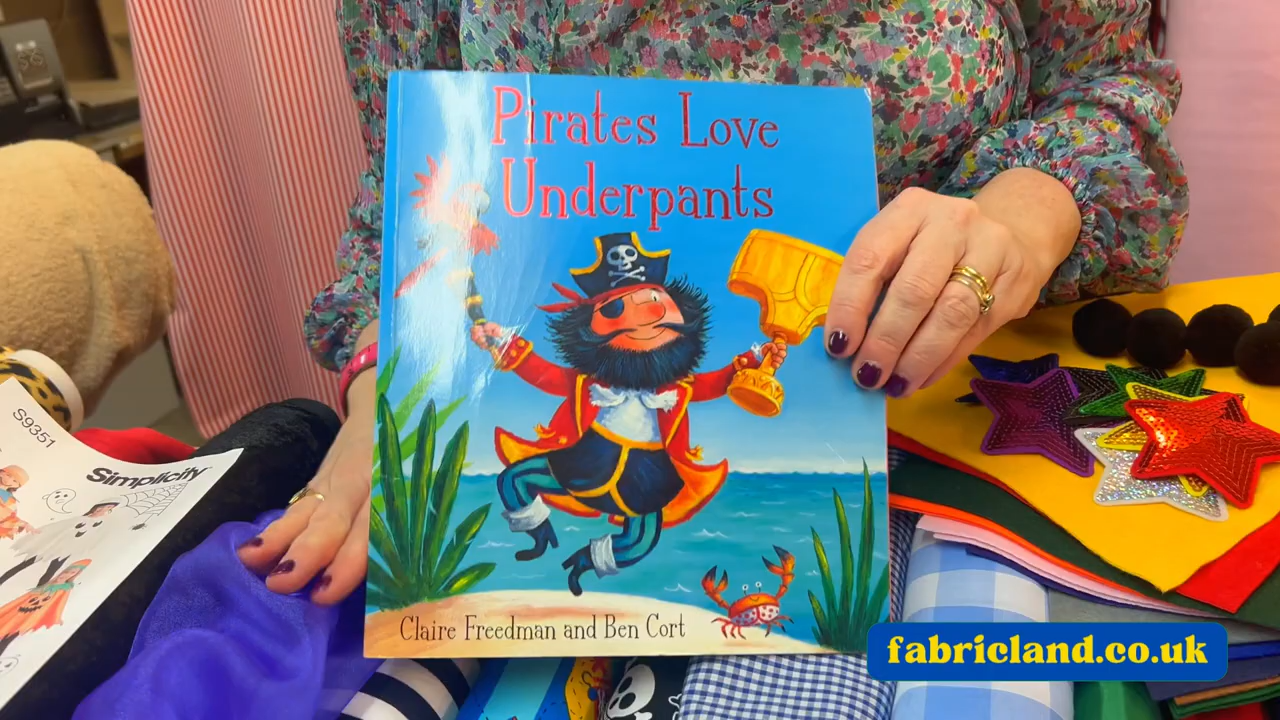 Pirates Love
Underpants
Claire Freedman and Ben Cort
S9351
Simplicity
fabricland.co.uk